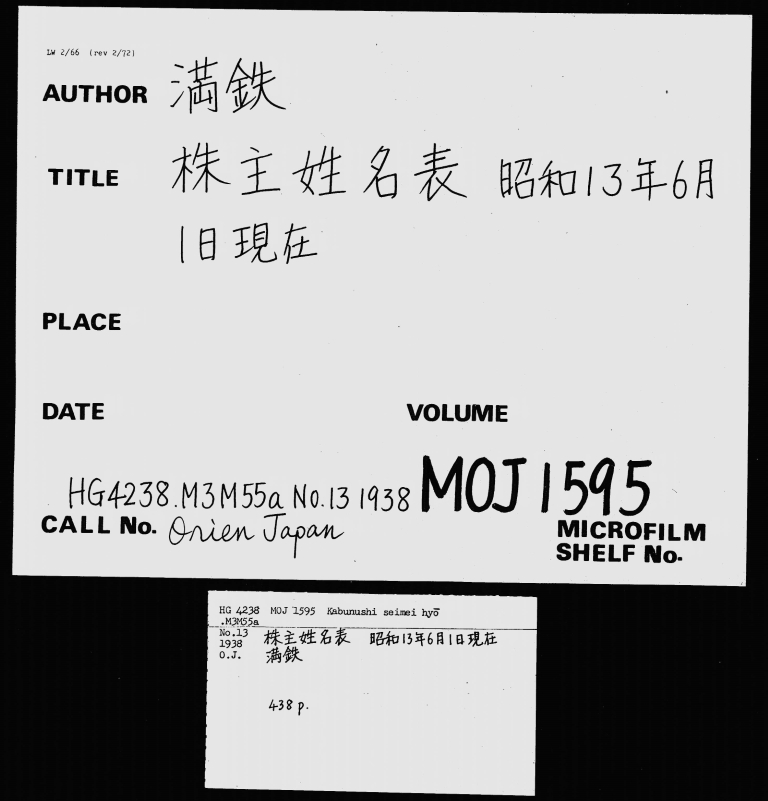 LW 2/66 (rev 2/72)
AUTHOR 満鉄
TITLE 株主姓名表 昭和13年6月
1日現在
PLACE
DATE VOLUME
HG4238.M3M55a No.13 1938 MOJ 1595
CALL No. Orien Japan MICROFILM
SHELF No.
HG 4238 MOJ 1595 Kabunushi seimei hyō
.M3M55a
No.13 株主姓名表 昭和13年6月1日現在
1938
O.J. 満鉄
438 p.